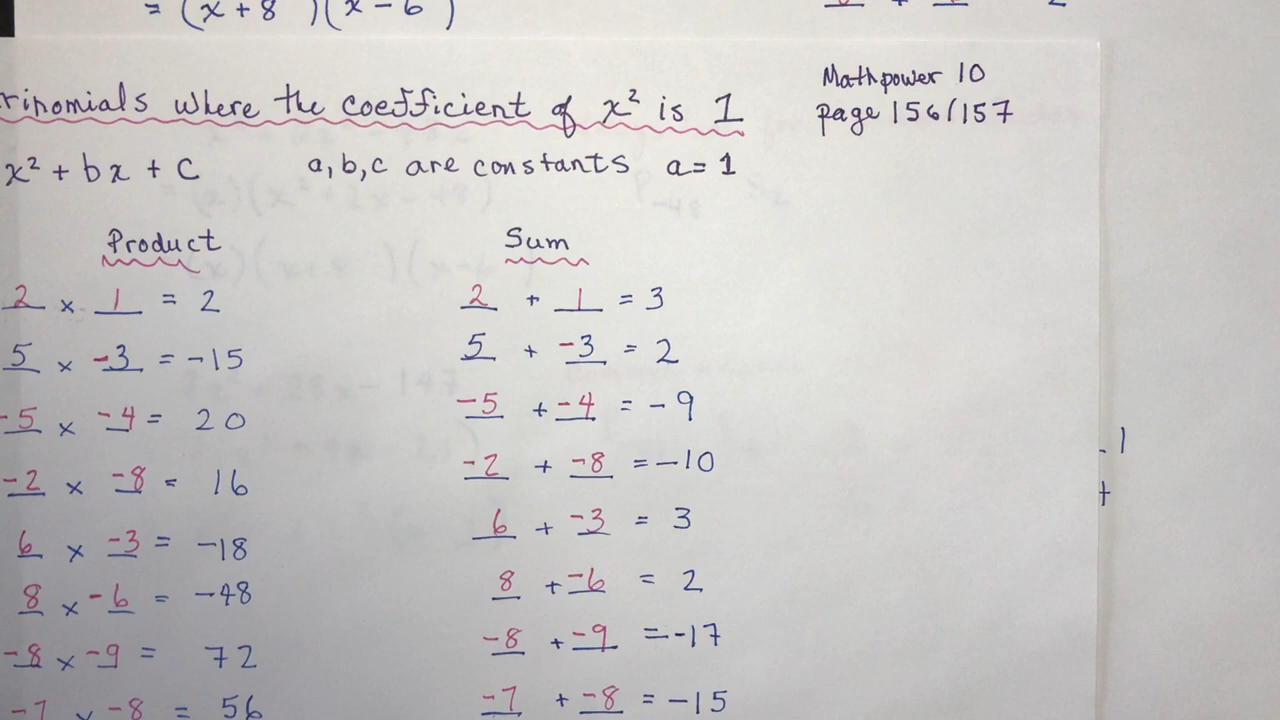 = (x + 8 )(x - 6 )
rinomials where the coefficient of x² is 1
Mathpower 10
page 156/157
x² + bx + c a, b, c are constants a = 1
Product Sum
2 × 1 = 2 2 + 1 = 3
5 × -3 = -15 5 + -3 = 2
-5 × -4 = 20 -5 + -4 = -9
-2 × -8 = 16 -2 + -8 = -10
6 × -3 = -18 6 + -3 = 3
8 × -6 = -48 8 + -6 = 2
-8 × -9 = 72 -8 + -9 = -17
-7 × -8 = 56 -7 + -8 = -15